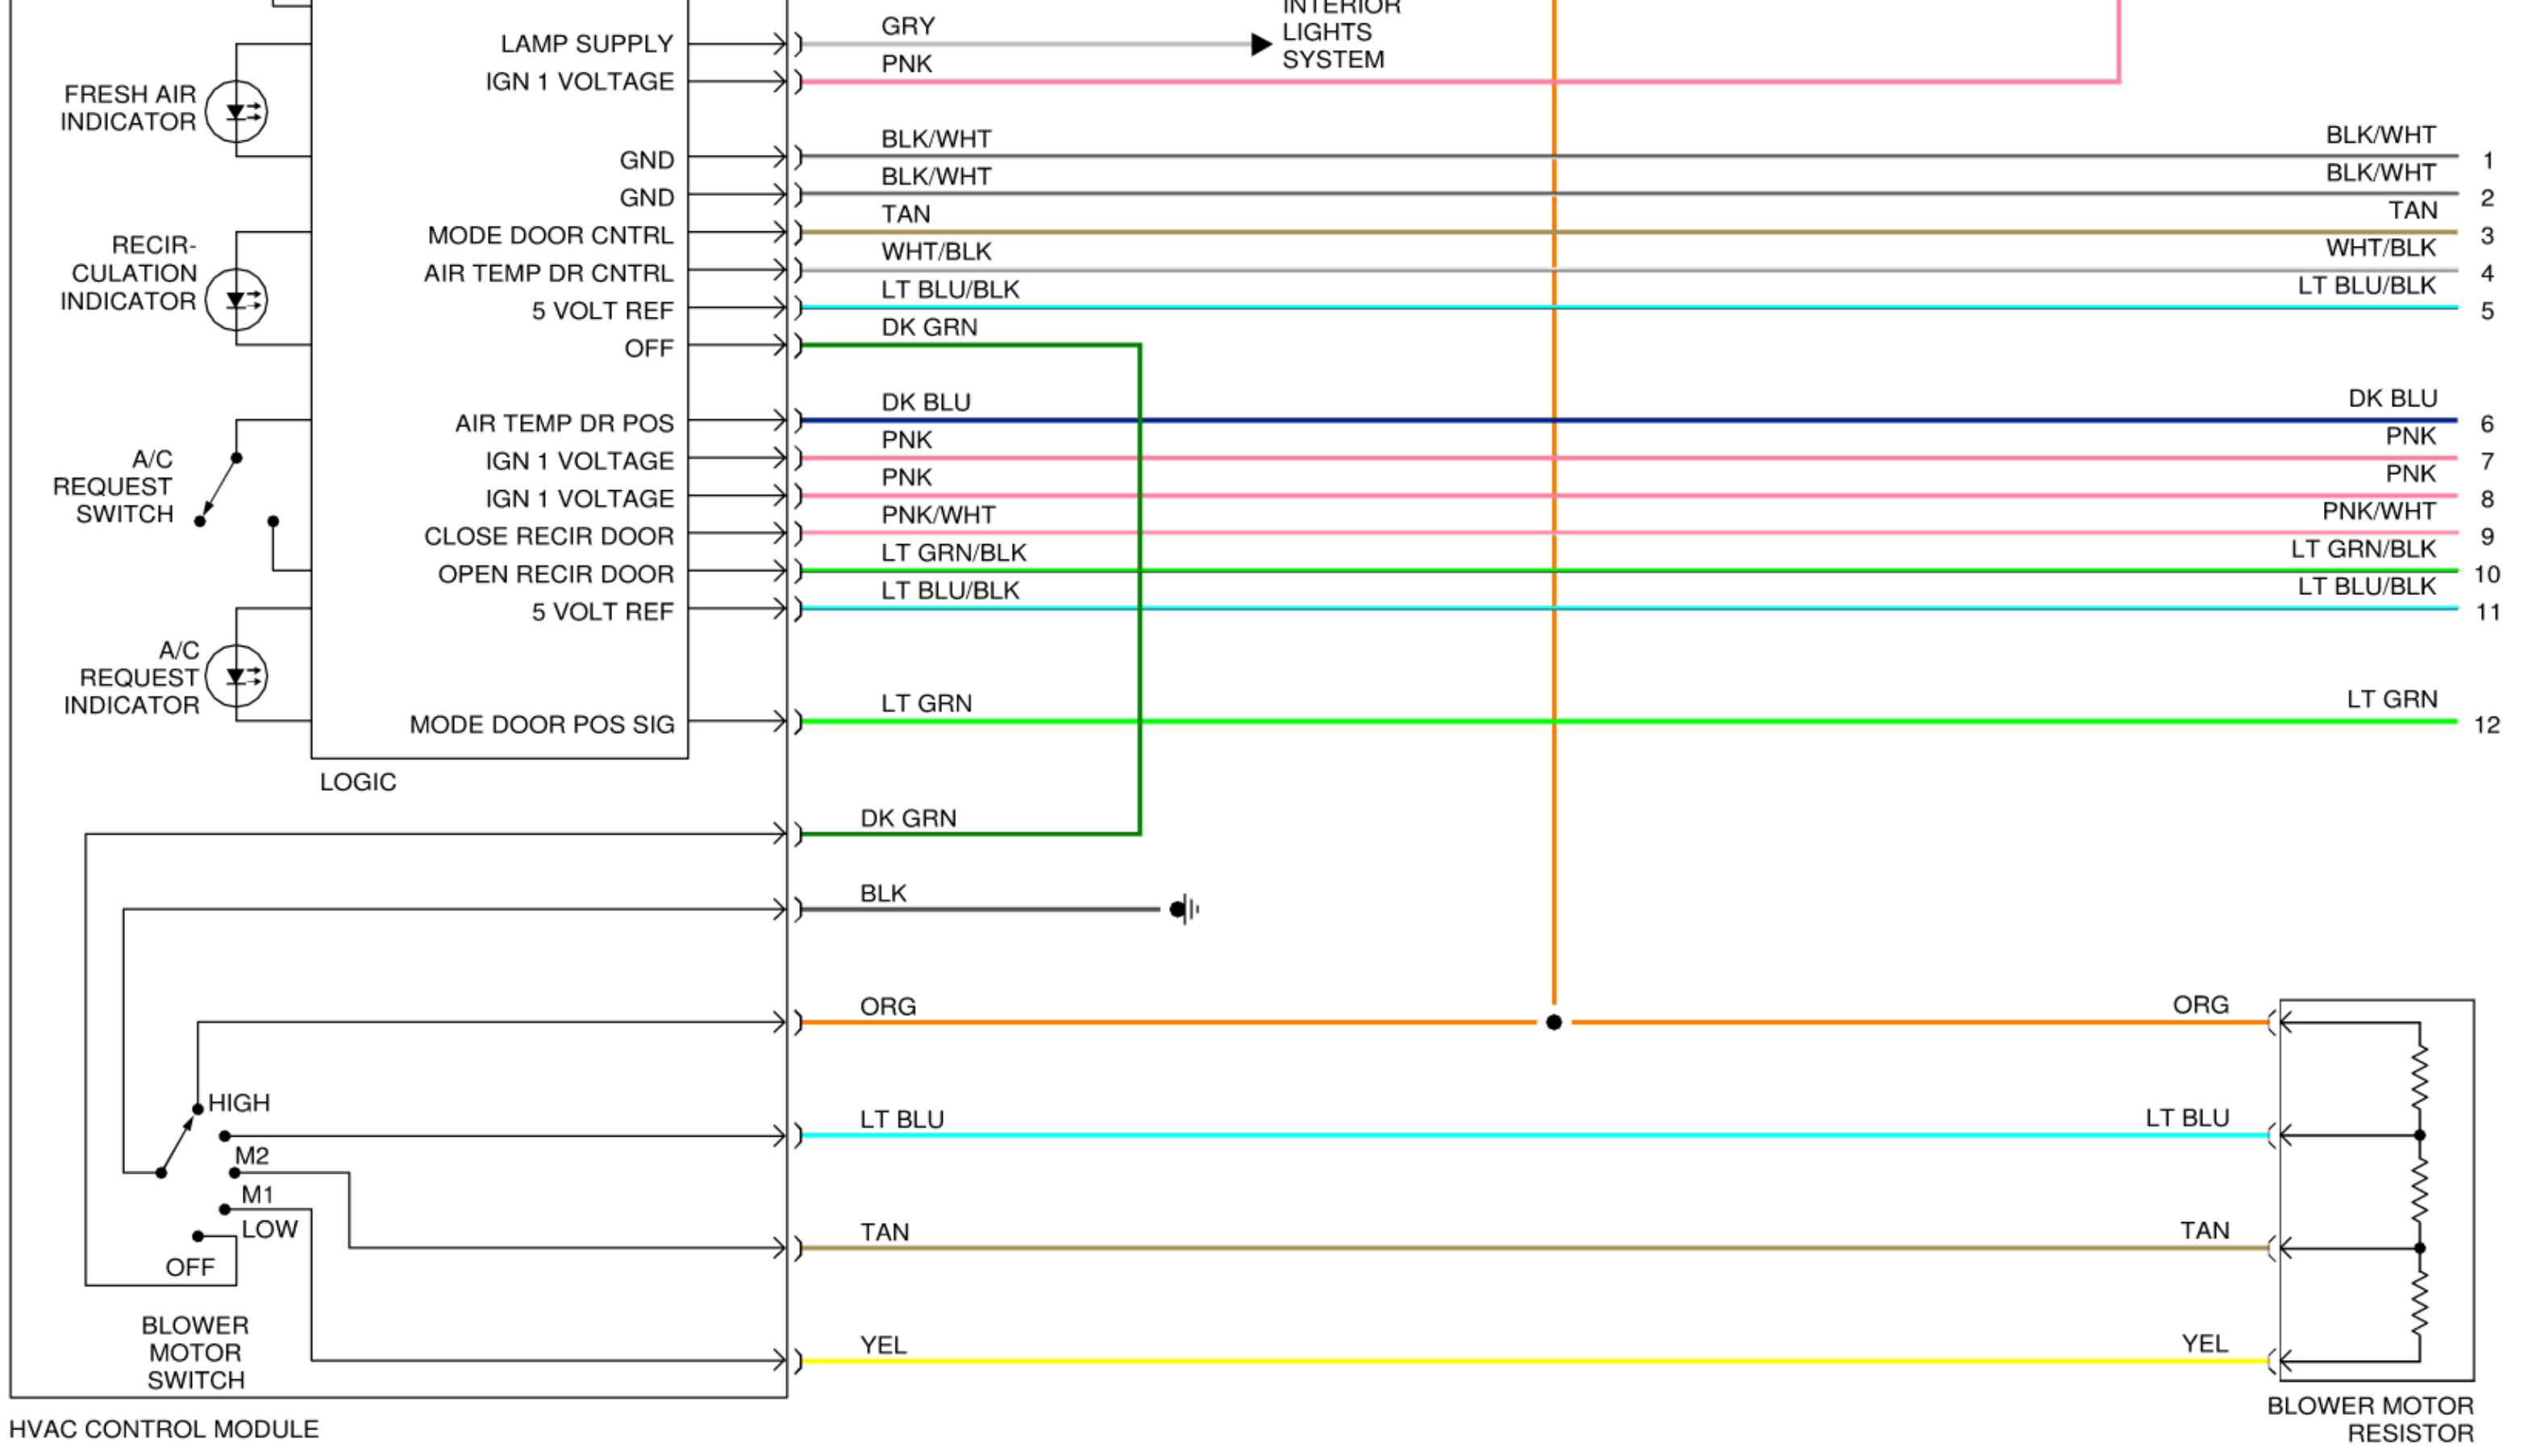 INTERIOR
LIGHTS
SYSTEM
LAMP SUPPLY
GRY
IGN 1 VOLTAGE
PNK
FRESH AIR
INDICATOR
GND
BLK/WHT
BLK/WHT
1
GND
BLK/WHT
BLK/WHT
2
RECIR-
CULATION
INDICATOR
MODE DOOR CNTRL
TAN
TAN
3
AIR TEMP DR CNTRL
WHT/BLK
WHT/BLK
4
5 VOLT REF
LT BLU/BLK
LT BLU/BLK
5
OFF
DK GRN
AIR TEMP DR POS
DK BLU
DK BLU
6
A/C
REQUEST
SWITCH
IGN 1 VOLTAGE
PNK
PNK
7
IGN 1 VOLTAGE
PNK
PNK
8
CLOSE RECIR DOOR
PNK/WHT
PNK/WHT
9
OPEN RECIR DOOR
LT GRN/BLK
LT GRN/BLK
10
5 VOLT REF
LT BLU/BLK
LT BLU/BLK
11
A/C
REQUEST
INDICATOR
MODE DOOR POS SIG
LT GRN
LT GRN
12
LOGIC
DK GRN
BLK
ORG
ORG
HIGH
LT BLU
LT BLU
M2
M1
LOW
TAN
TAN
OFF
BLOWER
MOTOR
SWITCH
YEL
YEL
HVAC CONTROL MODULE
BLOWER MOTOR
RESISTOR